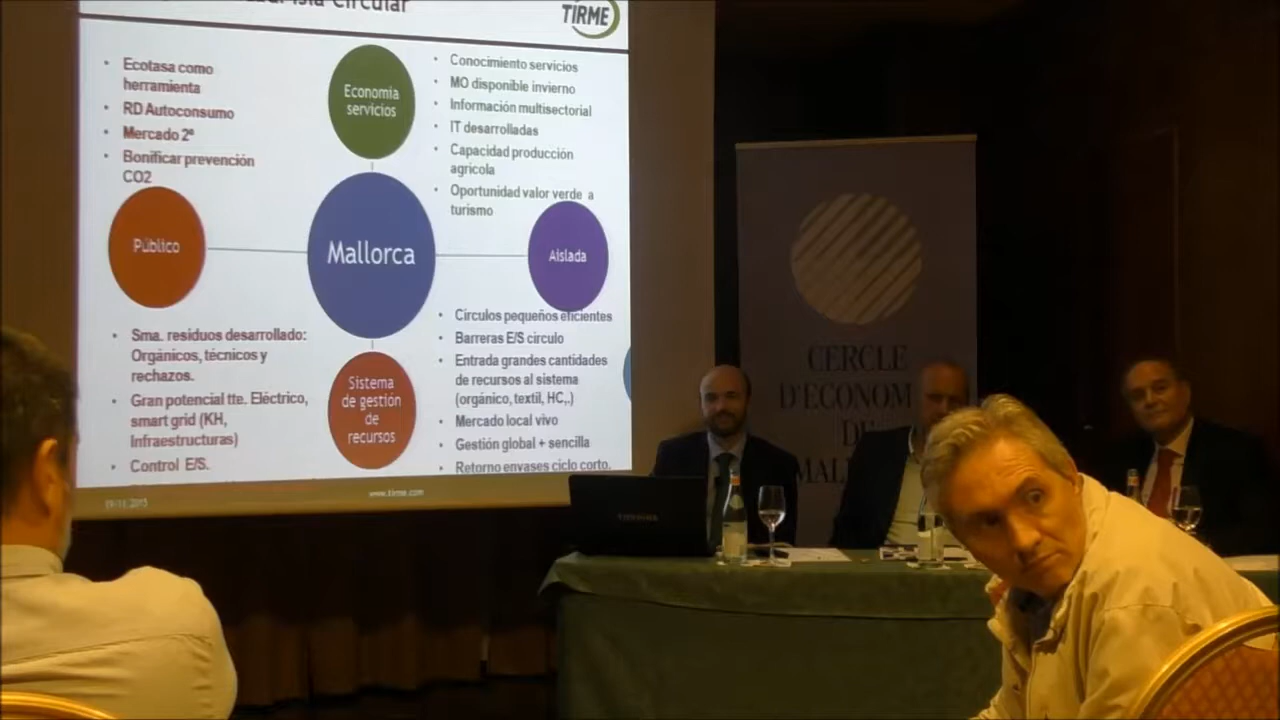 Isla Circular
TIRME
Ecotasa como
herramienta
RD Autoconsumo
Mercado 2ª
Bonificar prevención
CO2
Economía
servicios
Conocimiento servicios
MO disponible invierno
Información multisectorial
IT desarrolladas
Capacidad producción
agrícola
Oportunidad valor verde a
turismo
Público
Mallorca
Aislada
Sma. residuos desarrollado:
Orgánicos, técnicos y
rechazos.
Gran potencial tte. Eléctrico,
smart grid (KH,
Infraestructuras)
Control E/S.
Sistema
de gestión
de
recursos
Círculos pequeños eficientes
Barreras E/S circulo
Entrada grandes cantidades
de recursos al sistema
(orgánico, textil, HC,.)
Mercado local vivo
Gestión global + sencilla
Retorno envases ciclo corto.
www.tirme.com
CERCLE
D'ECONOM
TOSHIBA